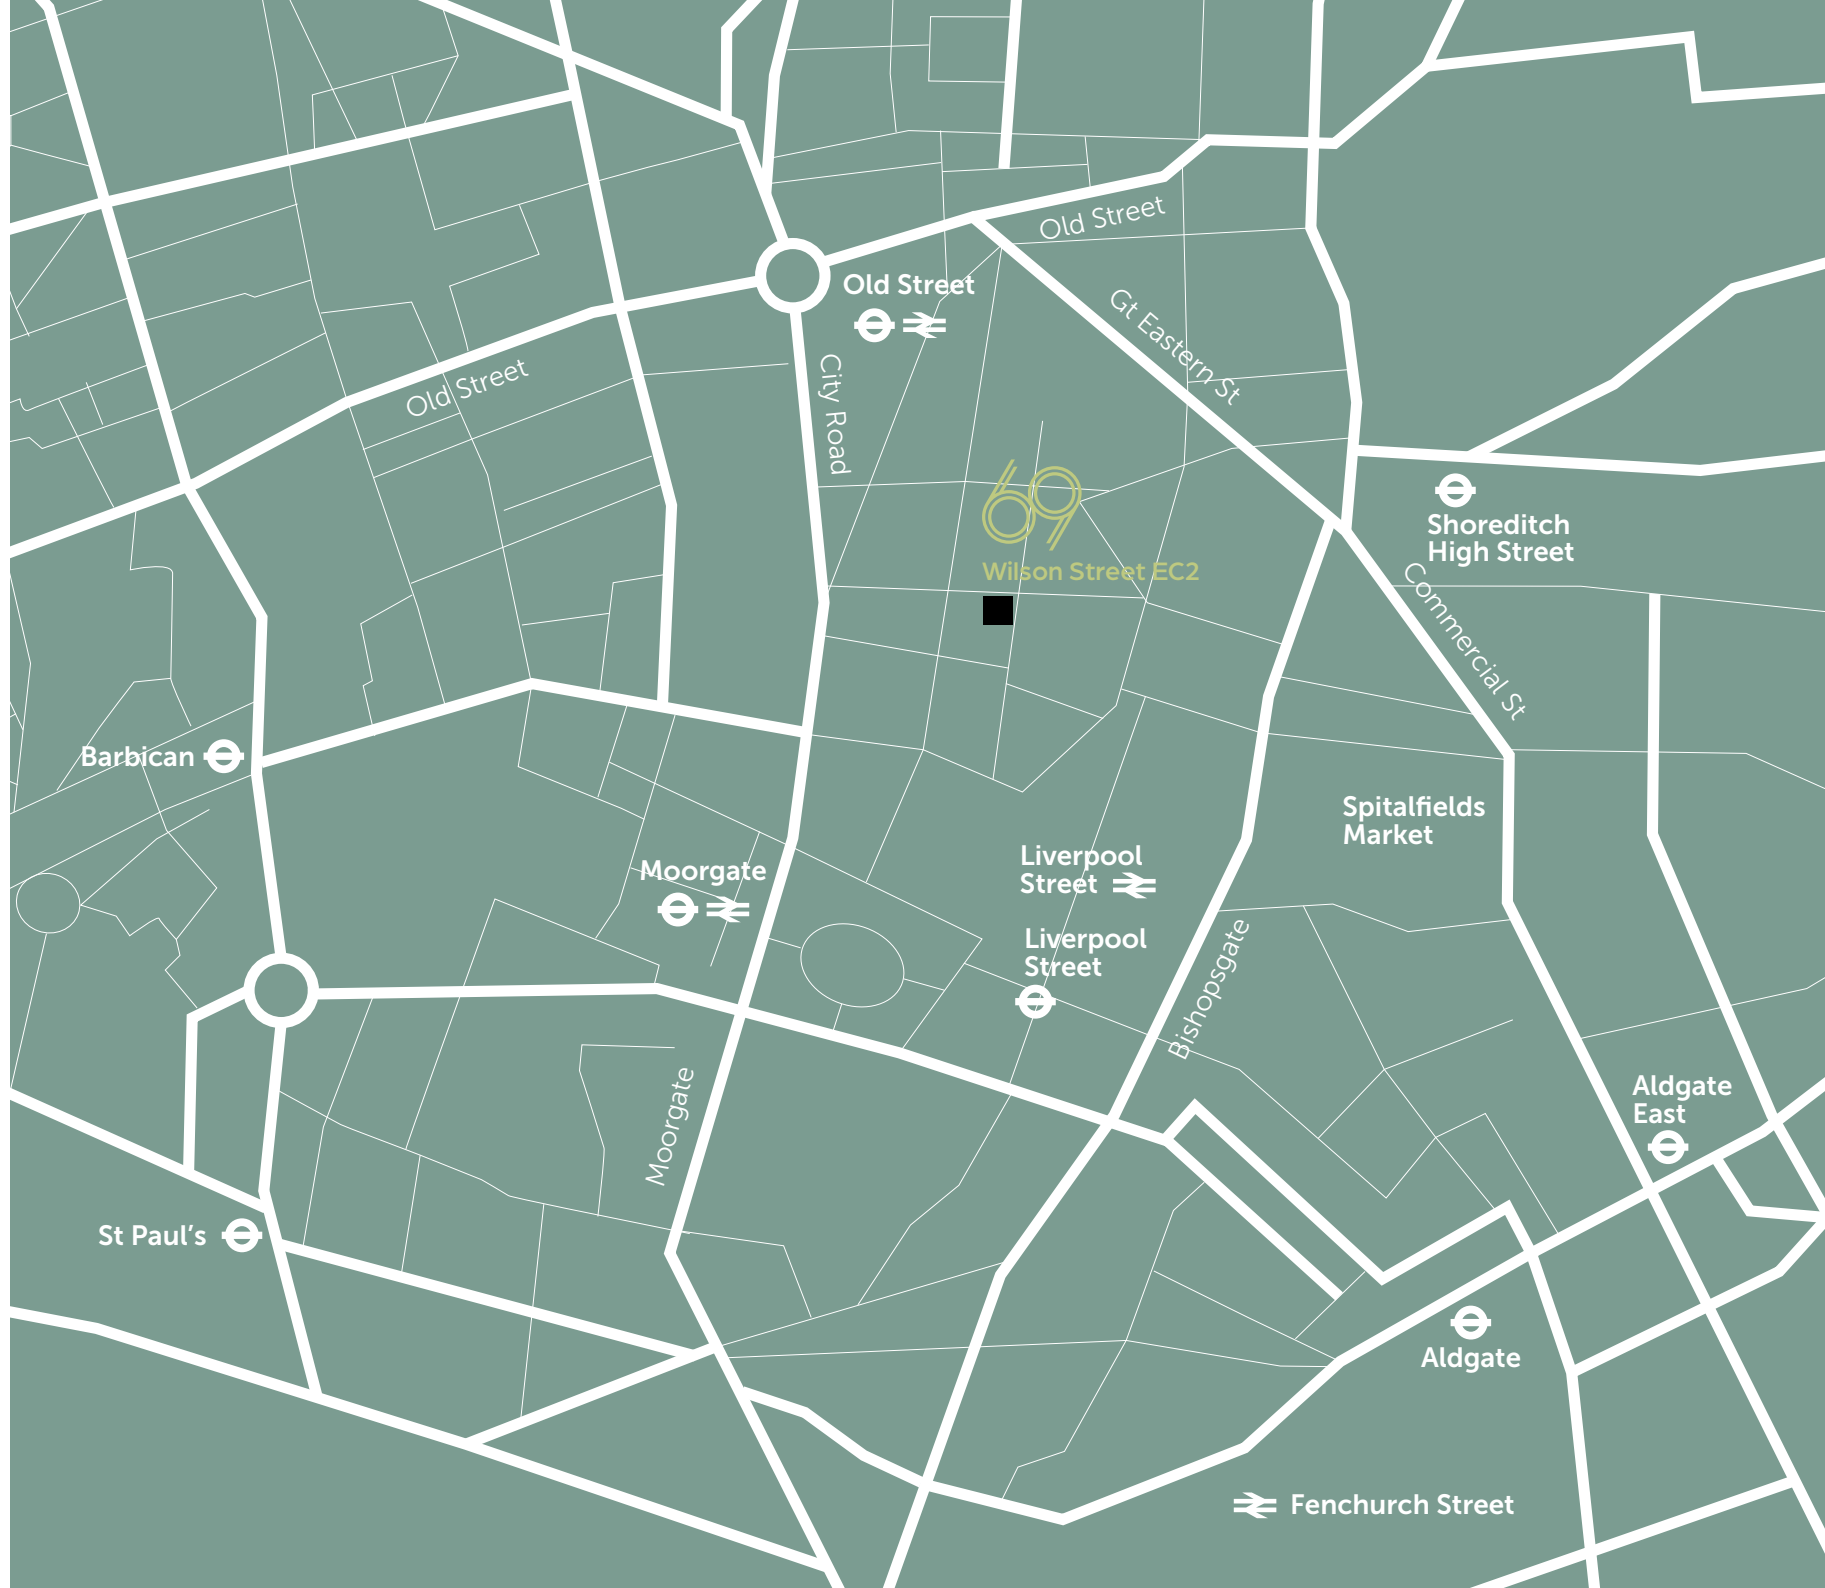 Old Street
Old Street
Gt Eastern St
City Road
Old Street
69
Wilson Street EC2
Shoreditch
High Street
Commercial St
Barbican
Spitalfields
Market
Moorgate
Liverpool
Street
Liverpool
Street
Bishopsgate
Moorgate
Aldgate
East
St Paul’s
Aldgate
Fenchurch Street